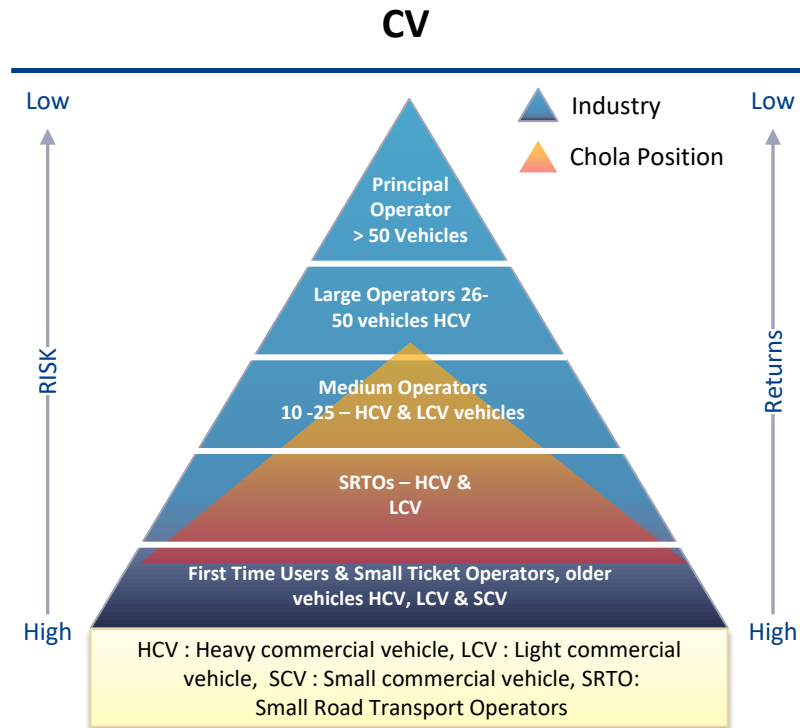 CV
Low
Low
Industry
Chola Position
Principal
Operator
> 50 Vehicles
Large Operators 26-
50 vehicles HCV
RISK
Returns
Medium Operators
10 -25 – HCV & LCV vehicles
SRTOs – HCV &
LCV
First Time Users & Small Ticket Operators, older
vehicles HCV, LCV & SCV
High
High
HCV : Heavy commercial vehicle, LCV : Light commercial
vehicle, SCV : Small commercial vehicle, SRTO:
Small Road Transport Operators